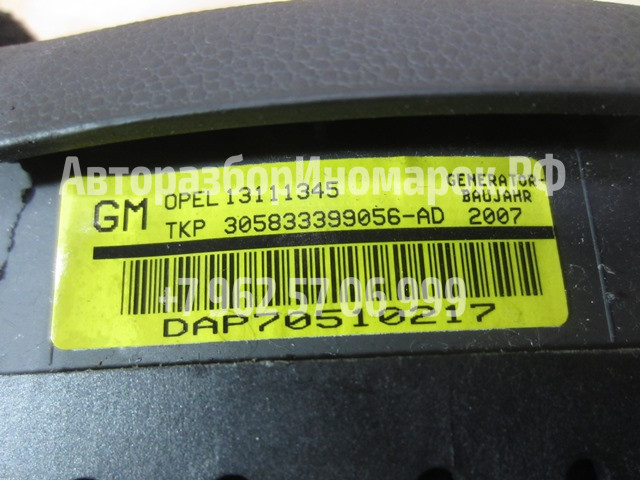 АвторазборИномарок.РФ
GM OPEL 13111345 GENERATOR-
BAUJAHR
TKP 305833399056-AD 2007
+7 962 57 06 999
DAP70510217